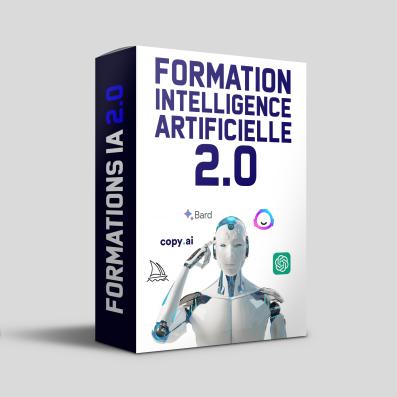 FORMATION
INTELLIGENCE
ARTIFICIELLE
2.0
FORMATIONS IA 2.0
Bard
copy.ai